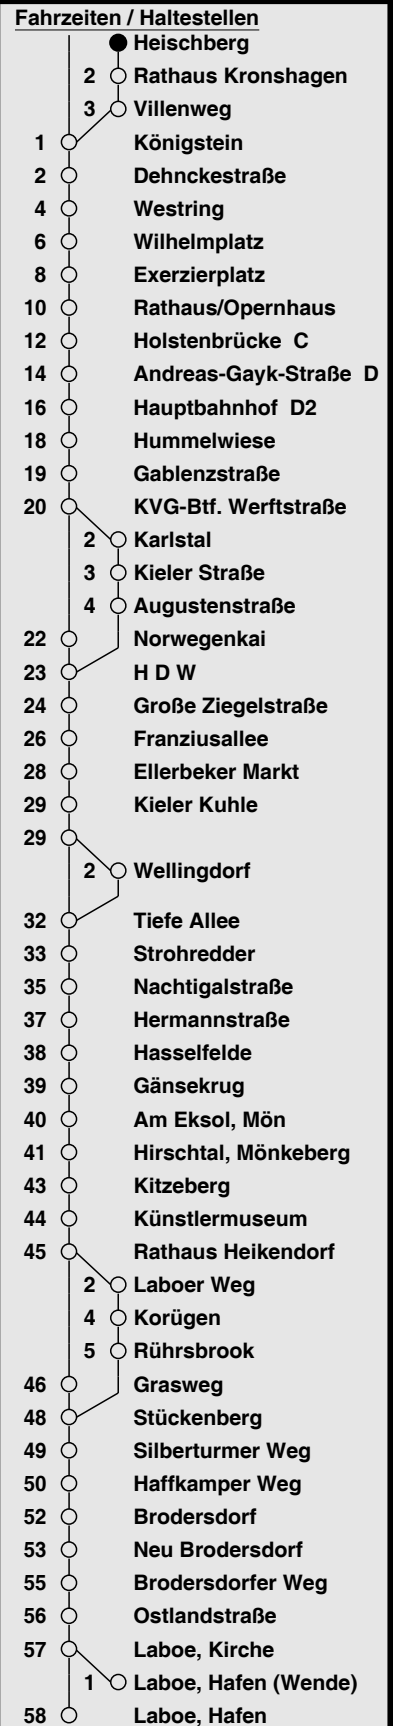 Fahrzeiten / Haltestellen
Heischberg
2 Rathaus Kronshagen
3 Villenweg
1 Königstein
2 Dehnckestraße
4 Westring
6 Wilhelmplatz
8 Exerzierplatz
10 Rathaus/Opernhaus
12 Holstenbrücke C
14 Andreas-Gayk-Straße D
16 Hauptbahnhof D2
18 Hummelwiese
19 Gablenzstraße
20 KVG-Btf. Werftstraße
2 Karlstal
3 Kieler Straße
4 Augustenstraße
22 Norwegenkai
23 H D W
24 Große Ziegelstraße
26 Franziusallee
28 Ellerbeker Markt
29 Kieler Kuhle
29
2 Wellingdorf
32 Tiefe Allee
33 Strohredder
35 Nachtigalstraße
37 Hermannstraße
38 Hasselfelde
39 Gänsekrug
40 Am Eksol, Mön
41 Hirschtal, Mönkeberg
43 Kitzeberg
44 Künstlermuseum
45 Rathaus Heikendorf
2 Laboer Weg
4 Korügen
5 Rührsbrook
46 Grasweg
48 Stückenberg
49 Silberturmer Weg
50 Haffkamper Weg
52 Brodersdorf
53 Neu Brodersdorf
55 Brodersdorfer Weg
56 Ostlandstraße
57 Laboe, Kirche
1 Laboe, Hafen (Wende)
58 Laboe, Hafen